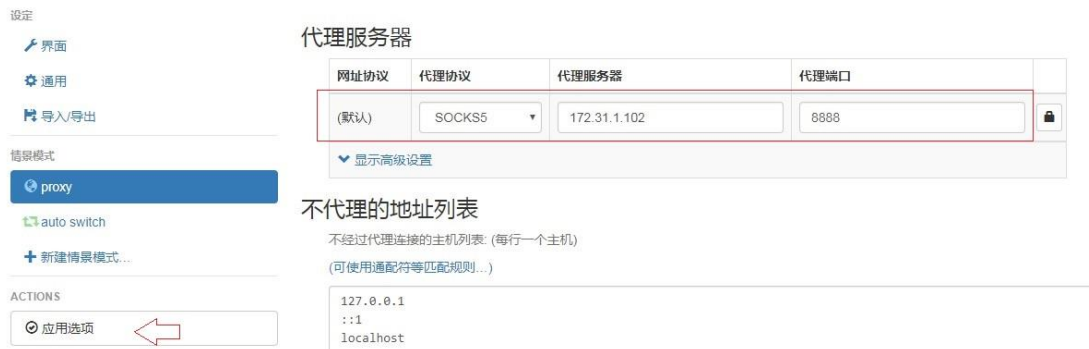 设定
界面
通用
导入/导出
情景模式
proxy
auto switch
新建情景模式...
ACTIONS
应用选项
代理服务器
网址协议 代理协议 代理服务器 代理端口
(默认) SOCKS5 172.31.1.102 8888
显示高级设置
不代理的地址列表
不经过代理连接的主机列表: (每行一个主机)
(可使用通配符等匹配规则...)
127.0.0.1
::1
localhost